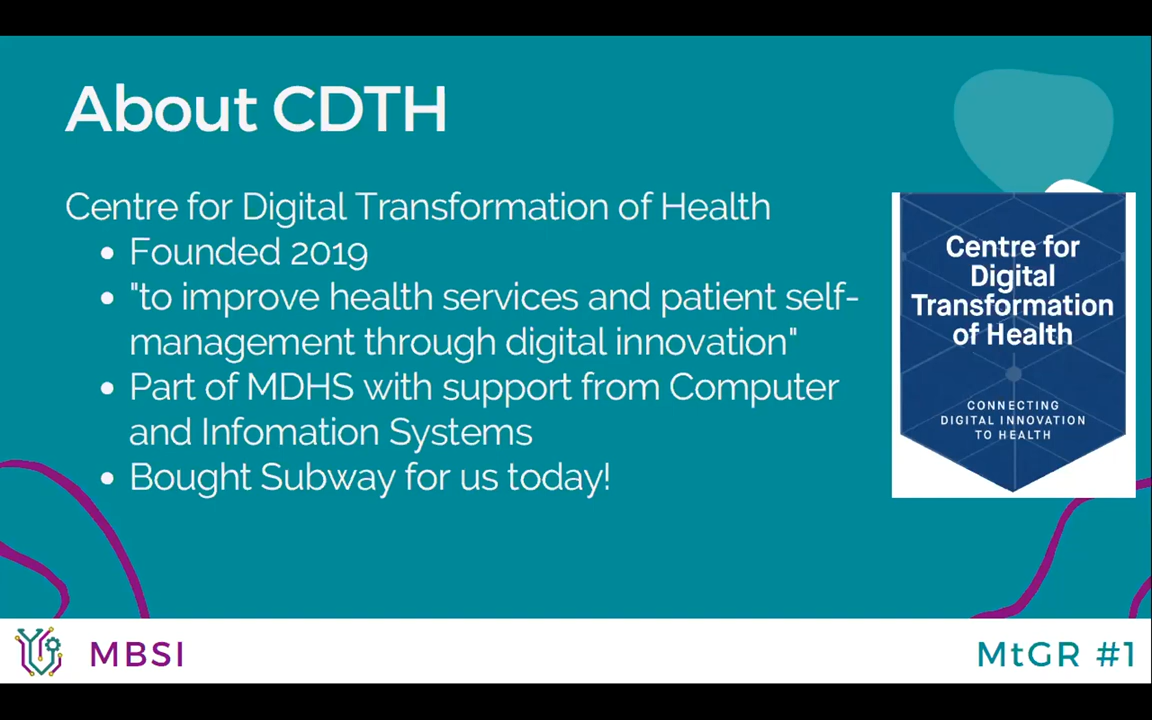 About CDTH
Centre for Digital Transformation of Health
• Founded 2019
• "to improve health services and patient self-
management through digital innovation"
• Part of MDHS with support from Computer
and Infomation Systems
• Bought Subway for us today!
Centre for
Digital
Transformation
of Health
CONNECTING
DIGITAL INNOVATION
TO HEALTH
MBSI
MtGR #1